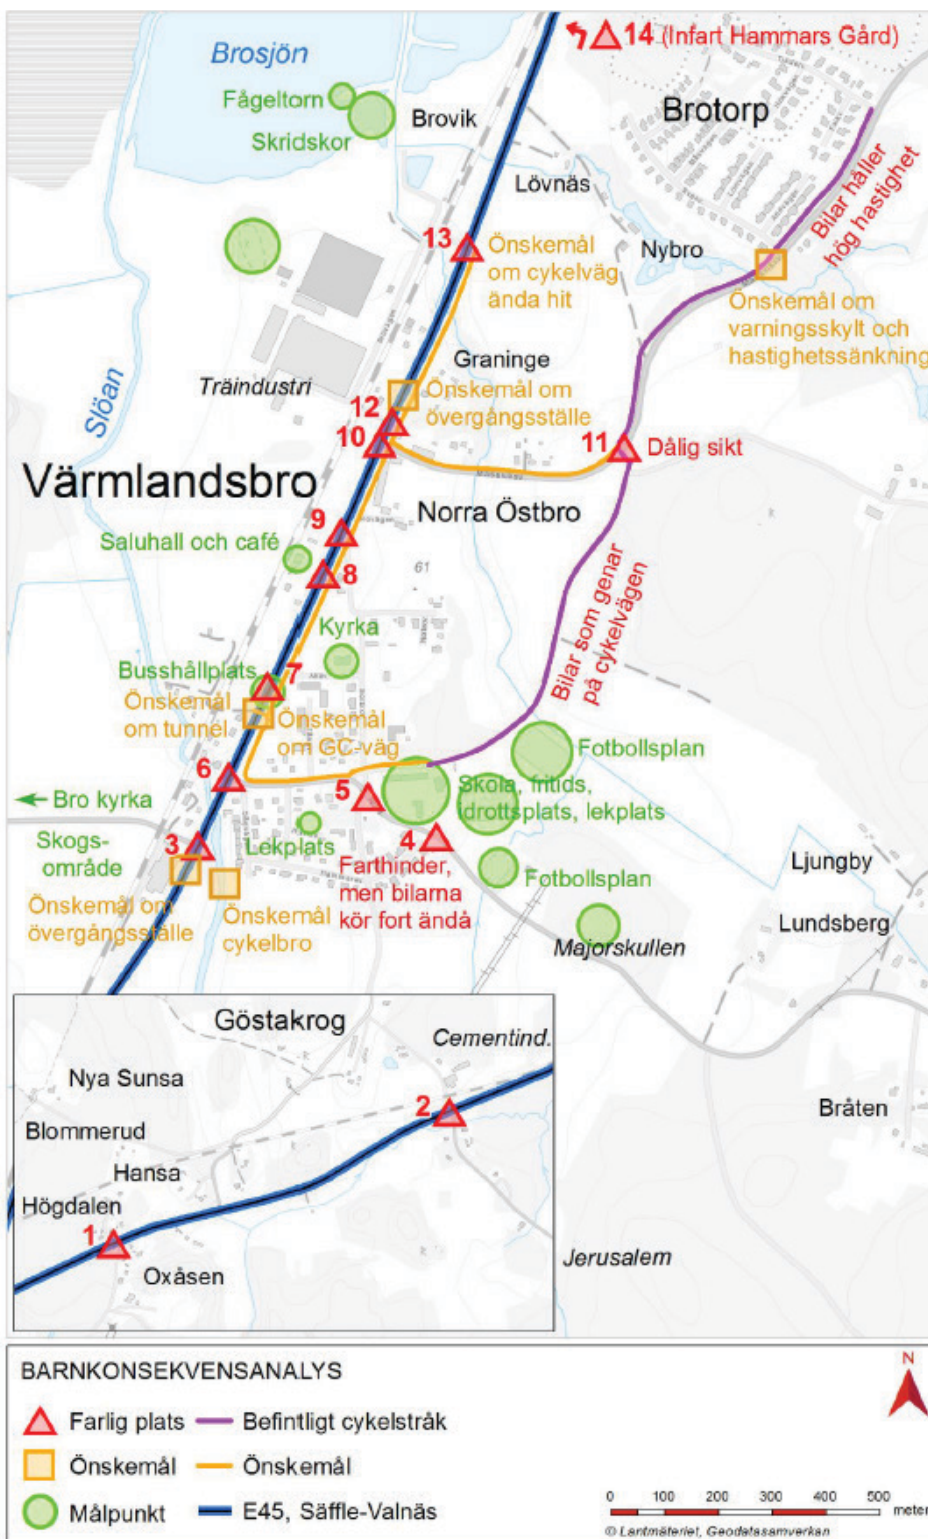 14 (Infart Hammars Gård)
Brosjön
Fågeltorn
Skridskor
Brovik
Brotorp
Lövnäs
Bilar håller
hög hastighet
13
Önskemål
om cykelväg
ända hit
Nybro
Önskemål om
varningsskylt och
hastighetssänkning
Slöan
Träindustri
Graninge
Önskemål om
övergångsställe
12
10
11
Dålig sikt
Värmlandsbro
Norra Östbro
9
Saluhall och café
8
61
Kyrka
Bilar som genar
på cykelvägen
Busshållplats
7
Önskemål
om tunnel
Önskemål
om GC-väg
Fotbollsplan
6
5
Skola, fritids,
idrottsplats, lekplats
Bro kyrka
Skogs-
område
3
Lekplats
4
Farthinder,
men bilarna
kör fort ändå
Fotbollsplan
Ljungby
Lundsberg
Önskemål om
övergångsställe
Önskemål
cykelbro
Majorskullen
Göstakrog
Cementind.
Nya Sunsa
2
Bråten
Blommerud
Hansa
Högdalen
1
Oxåsen
Jerusalem
BARNKONSEKVENSANALYS
Farlig plats
Befintligt cykelstråk
Önskemål
Önskemål
Målpunkt
E45, Säffle-Valnäs
N
0 100 200 300 400 500
meter
© Lantmäteriet, Geodatasamverkan